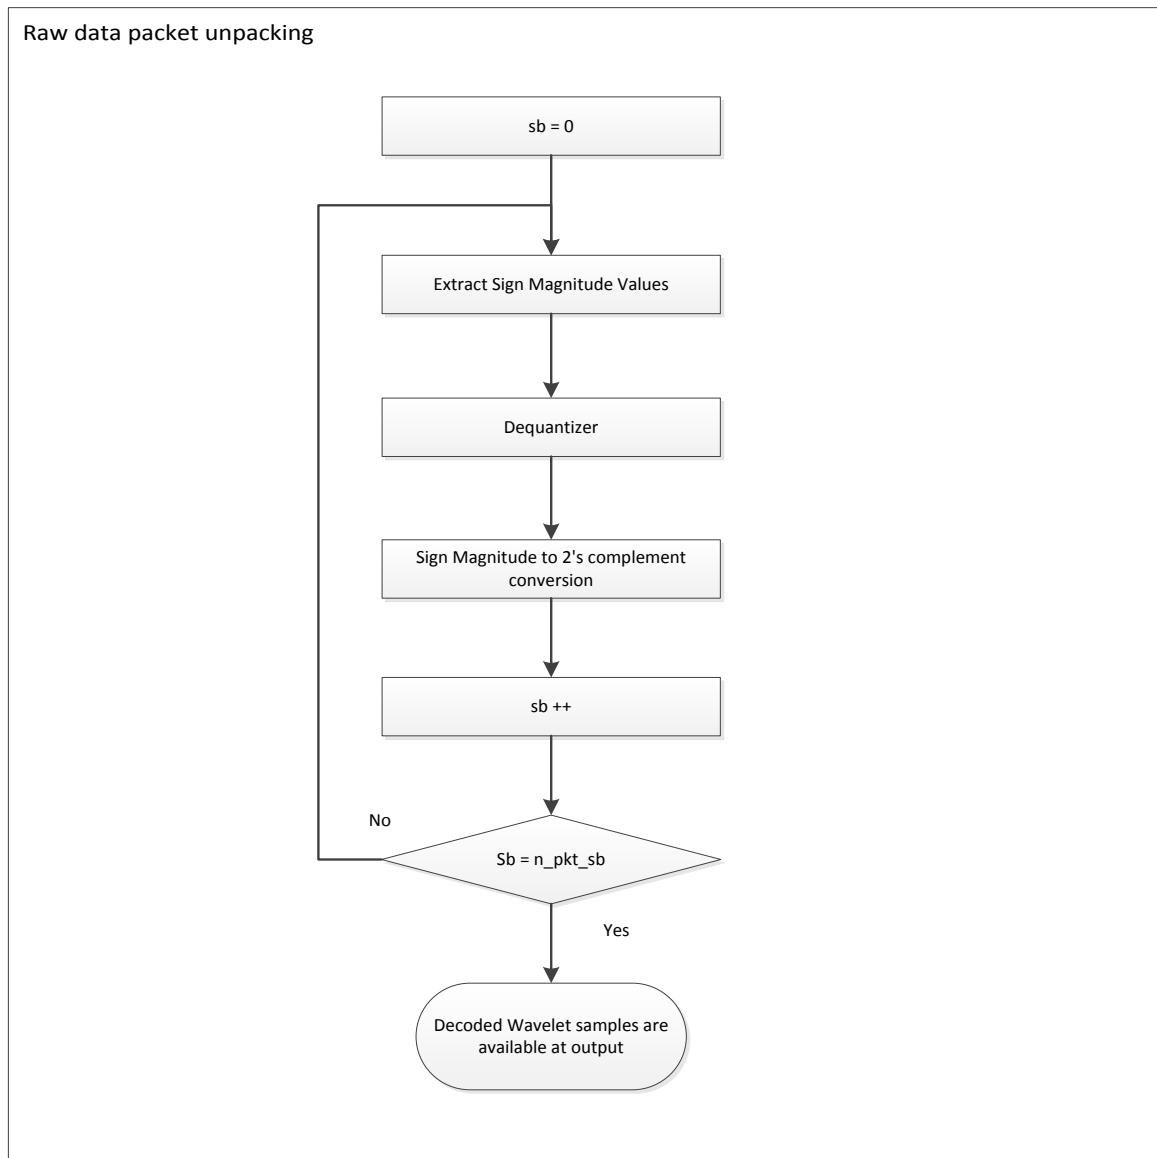 Raw data packet unpacking
sb = 0
Extract Sign Magnitude Values
Dequantizer
Sign Magnitude to 2's complement
conversion
sb ++
No
Sb = n_pkt_sb
Yes
Decoded Wavelet samples are
available at output